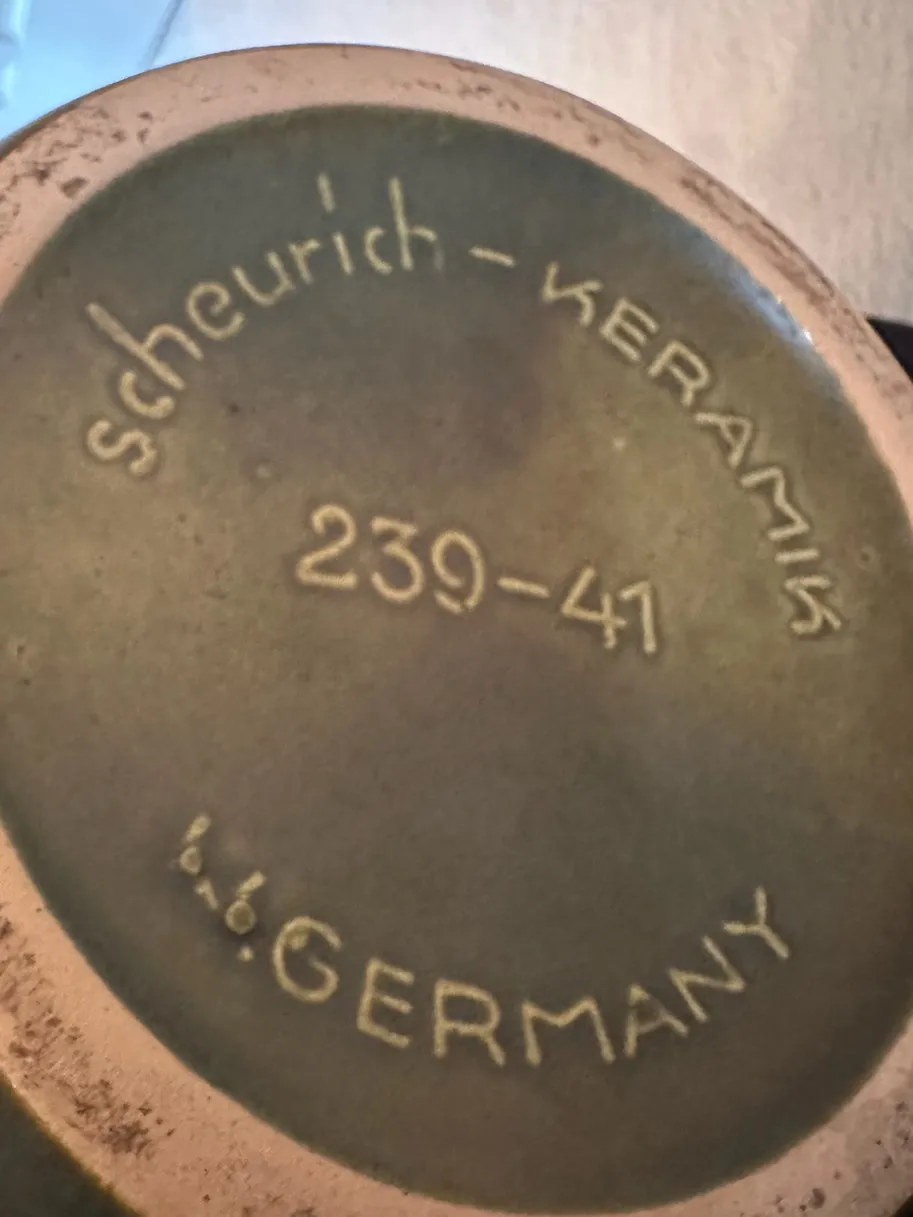 scheurich - KERAMIK
239-41
b.b. GERMANY